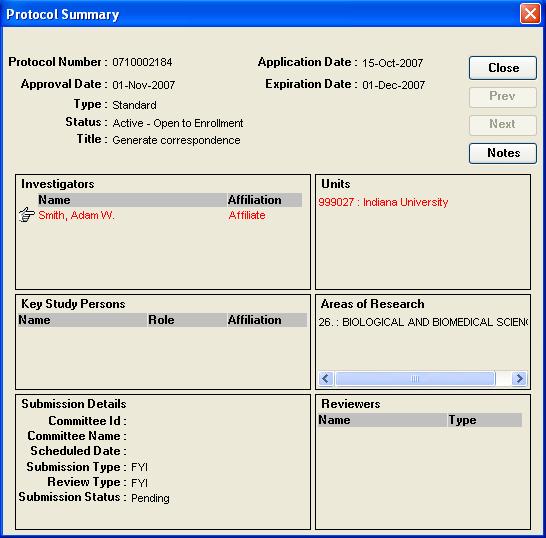 Protocol Summary
Protocol Number : 0710002184
Application Date : 15-Oct-2007
Close
Approval Date : 01-Nov-2007
Expiration Date : 01-Dec-2007
Prev
Type : Standard
Status : Active - Open to Enrollment
Next
Title : Generate correspondence
Notes
Investigators
Name Affiliation
Smith, Adam W. Affiliate
Units
999027 : Indiana University
Key Study Persons
Name Role Affiliation
Areas of Research
26. : BIOLOGICAL AND BIOMEDICAL SCIEN
Submission Details
Committee Id :
Committee Name :
Scheduled Date :
Submission Type : FYI
Review Type : FYI
Submission Status : Pending
Reviewers
Name Type